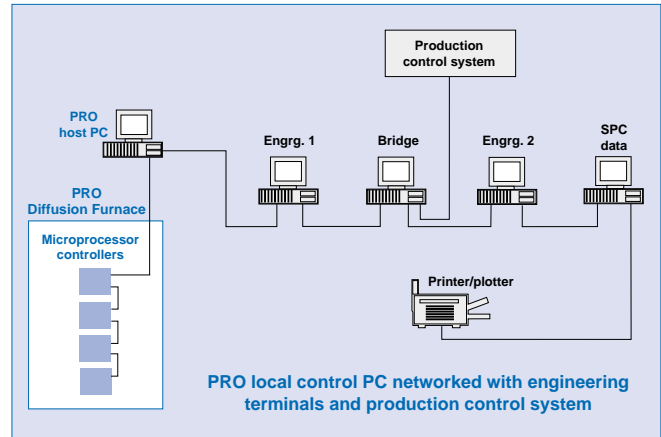 Production
control system
PRO
host PC
Engrg. 1
Bridge
Engrg. 2
SPC
data
PRO
Diffusion Furnace
Microprocessor
controllers
Printer/plotter
PRO local control PC networked with engineering
terminals and production control system